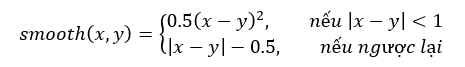 smooth(x, y) = { 0.5(x − y)², nếu |x − y| < 1
|x − y| − 0.5, nếu ngược lại